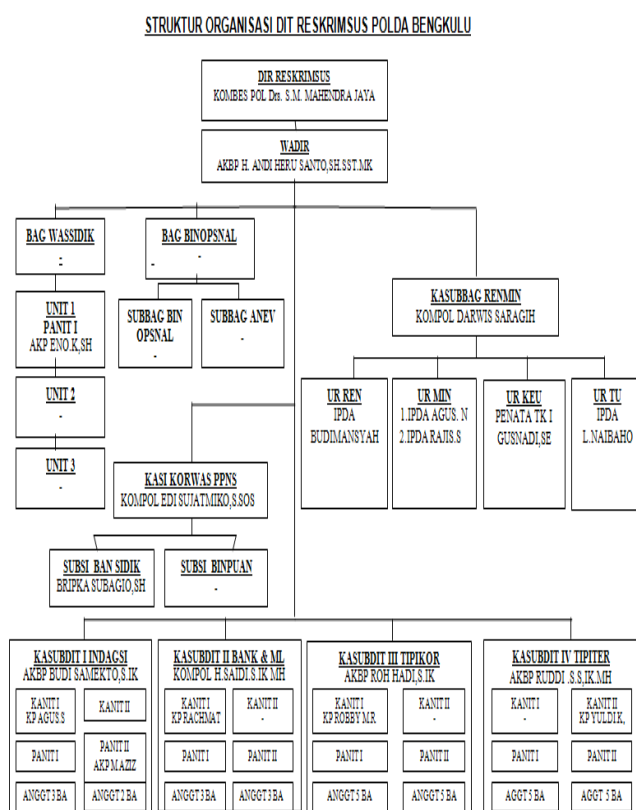 STRUKTUR ORGANISASI DIT RESKRIMSUS POLDA BENGKULU
DIR RESKRIMSUS
KOMBES POL Drs. S.M. MAHENDRA JAYA
WADIR
AKBP H. ANDI HERU SANTO,SH.SST.MK
BAG WASSIDIK
-
BAG BINOPSNAL
-
-
UNIT 1
PANIT I
AKP ENO.K,SH
UNIT 2
-
UNIT 3
-
SUBBAG BIN
OPSNAL
-
SUBBAG ANEV
-
KASUBBAG RENMIN
KOMPOL DARWIS SARAGIH
UR REN
IPDA
BUDIMANSYAH
UR MIN
1.IPDA AGUS. N
2.IPDA RAJIS.S
UR KEU
PENATA TK I
GUSNADI,SE
UR TU
IPDA
L.NAIBAHO
KASI KORWAS PPNS
KOMPOL EDI SUJATMIKO,S.SOS
SUBSI BAN SIDIK
BRIPKA SUBAGIO,SH
SUBSI BINPUAN
-
KASUBDIT I INDAGSI
AKBP BUDI SAMEKTO,S.IK
KANIT I
KP AGUS.S
KANIT II
PANIT I
PANIT II
AKP M.AZIZ
ANGGT 3 BA
ANGGT 2 BA
KASUBDIT II BANK & ML
KOMPOL H.SAIDI.S.IK MH
KANIT I
KP RACHMAT
KANIT II
-
PANIT I
PANIT II
ANGGT 3 BA
ANGGT 3 BA
KASUBDIT III TIPIKOR
AKBP ROH HADI,S.IK
KANIT I
KP ROBBY M.R
KANIT II
-
PANIT I
PANIT II
ANGGT 5 BA
ANGGT 5 BA
KASUBDIT IV TIPITER
AKBP RUDDI .S.S,IK.MH
KANIT I
-
KANIT II
KP YULDI.K,
PANIT I
PANIT II
AGGT 5 BA
AGGT 5 BA